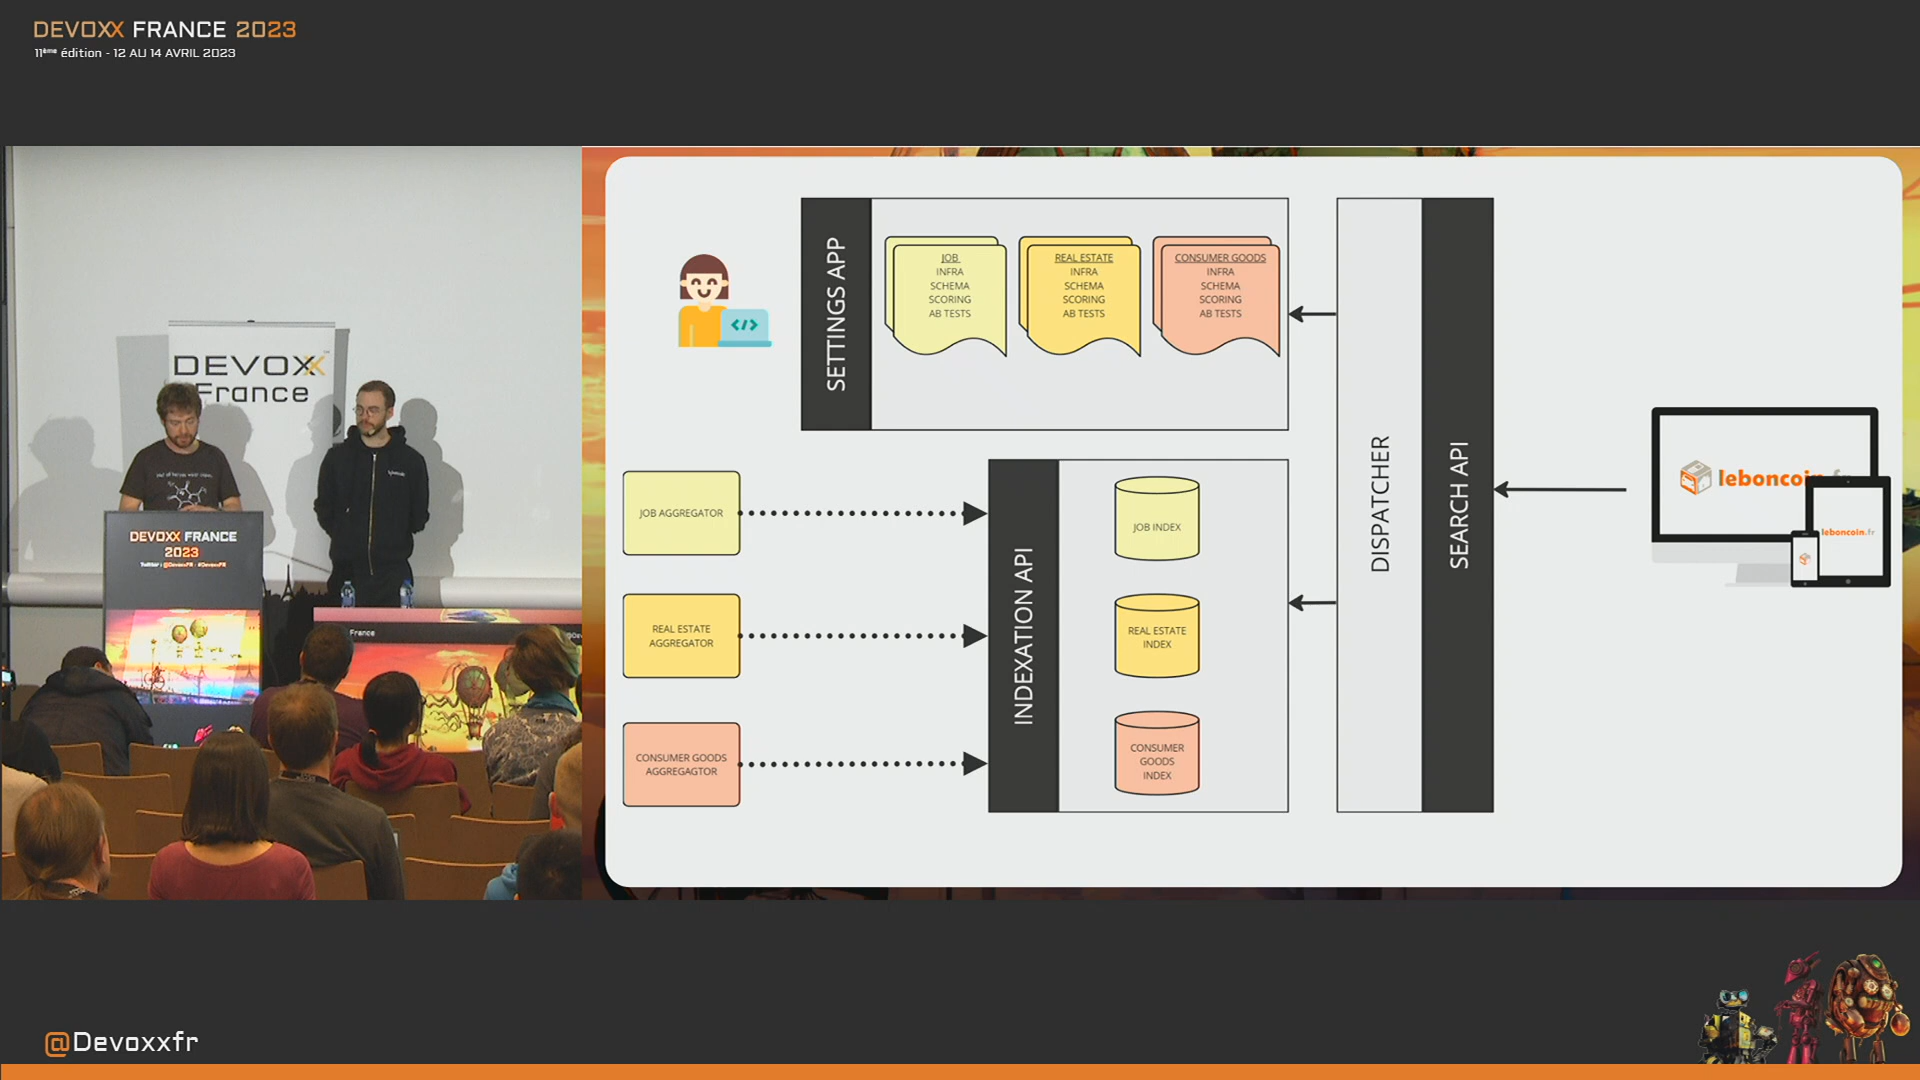 DEVOXX FRANCE 2023
11ème édition - 12 AU 14 AVRIL 2023
DEVOXX
France
DEVOXX FRANCE
2023
Twitter : @DevoxxFR - #DevoxxFR
France
SETTINGS APP
JOB
INFRA
SCHEMA
SCORING
AB TESTS
REAL ESTATE
INFRA
SCHEMA
SCORING
AB TESTS
CONSUMER GOODS
INFRA
SCHEMA
SCORING
AB TESTS
</>
JOB AGGREGATOR
REAL ESTATE
AGGREGATOR
CONSUMER GOODS
AGGREGAGTOR
INDEXATION API
JOB INDEX
REAL ESTATE
INDEX
CONSUMER
GOODS
INDEX
DISPATCHER
SEARCH API
leboncoi
leboncoin.fr
@Devoxxfr